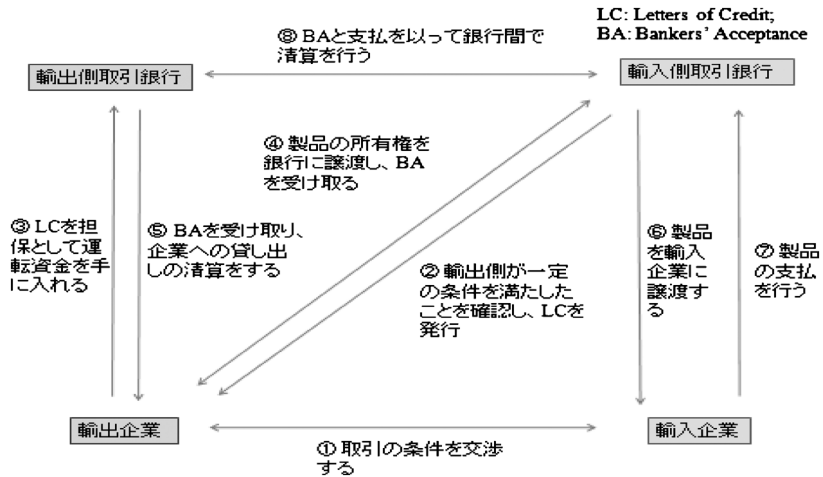 LC: Letters of Credit;
BA: Bankers' Acceptance
⑧ BAと支払を以って銀行間で
清算を行う
輸出側取引銀行
輸入側取引銀行
④ 製品の所有権を
銀行に譲渡し、BA
を受け取る
③ LCを担
保として運
転資金を手
に入れる
⑤ BAを受け取り、
企業への貸し出
しの清算をする
② 輸出側が一定
の条件を満たした
ことを確認し、LCを
発行
⑥ 製品
を輸入
企業に
譲渡す
る
⑦ 製品
の支払
を行う
輸出企業
輸入企業
① 取引の条件を交渉
する